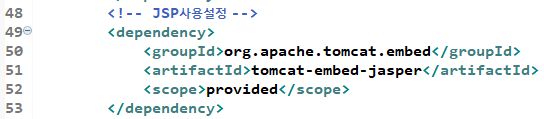 48 <!-- JSP사용설정 -->
49 <dependency>
50 <groupId>org.apache.tomcat.embed</groupId>
51 <artifactId>tomcat-embed-jasper</artifactId>
52 <scope>provided</scope>
53 </dependency>